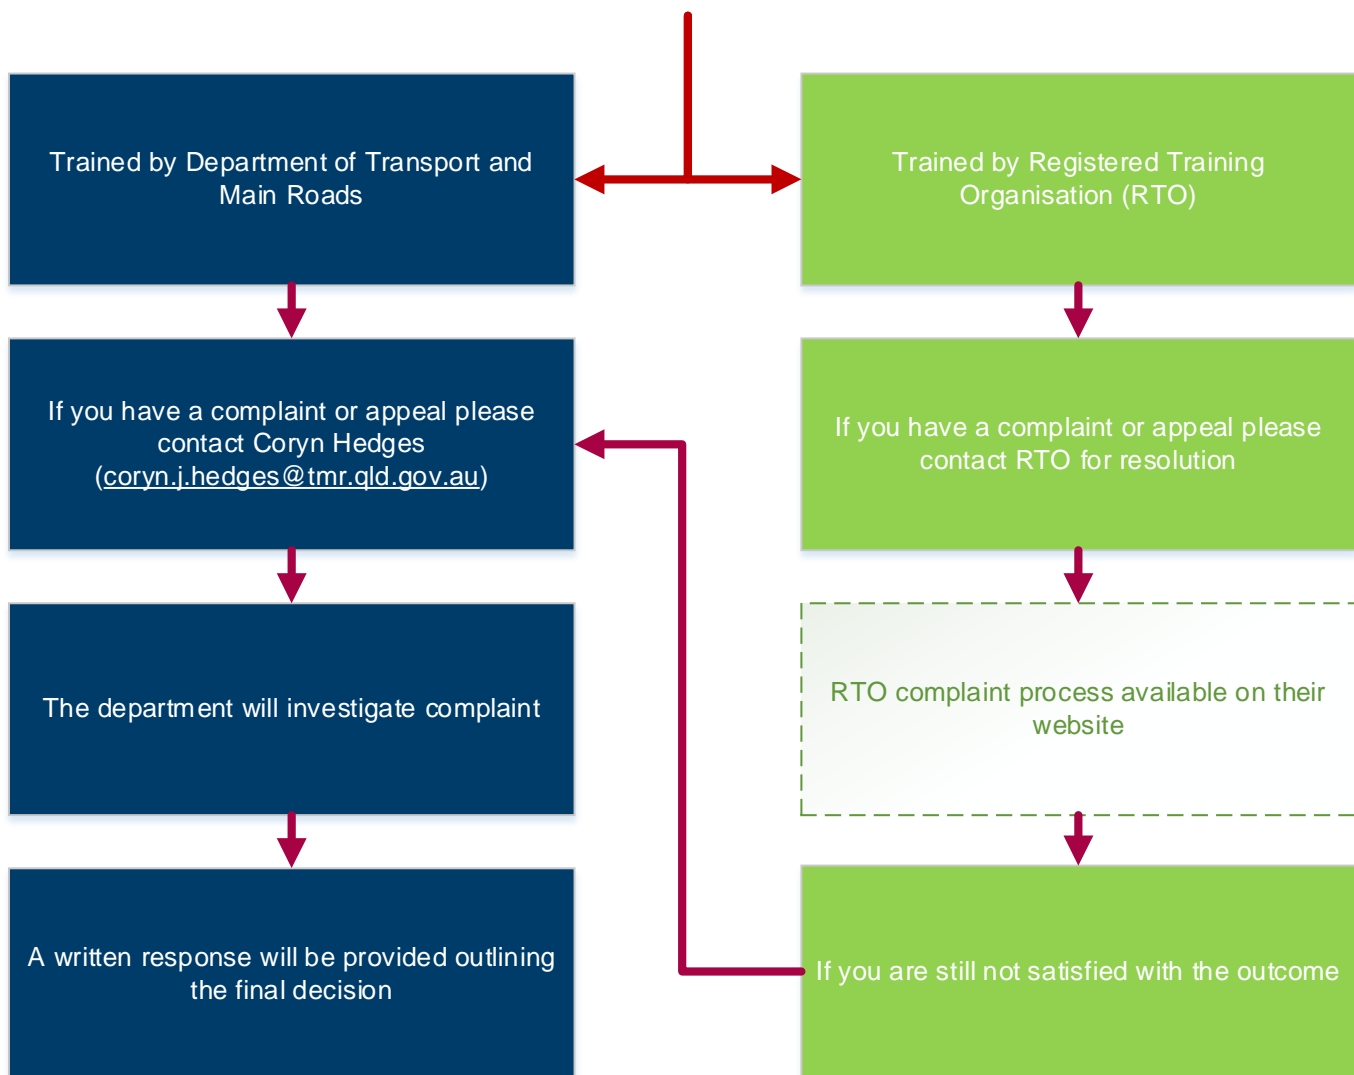 Trained by Department of Transport and
Main Roads
If you have a complaint or appeal please
contact Coryn Hedges
(coryn.j.hedges@tmr.qld.gov.au)
The department will investigate complaint
A written response will be provided outlining
the final decision
Trained by Registered Training
Organisation (RTO)
If you have a complaint or appeal please
contact RTO for resolution
RTO complaint process available on their
website
If you are still not satisfied with the outcome